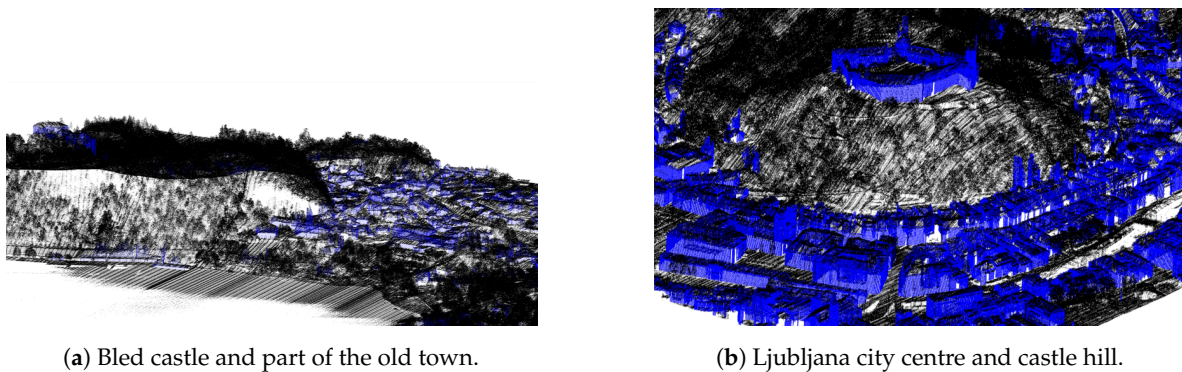 (a) Bled castle and part of the old town.
(b) Ljubljana city centre and castle hill.